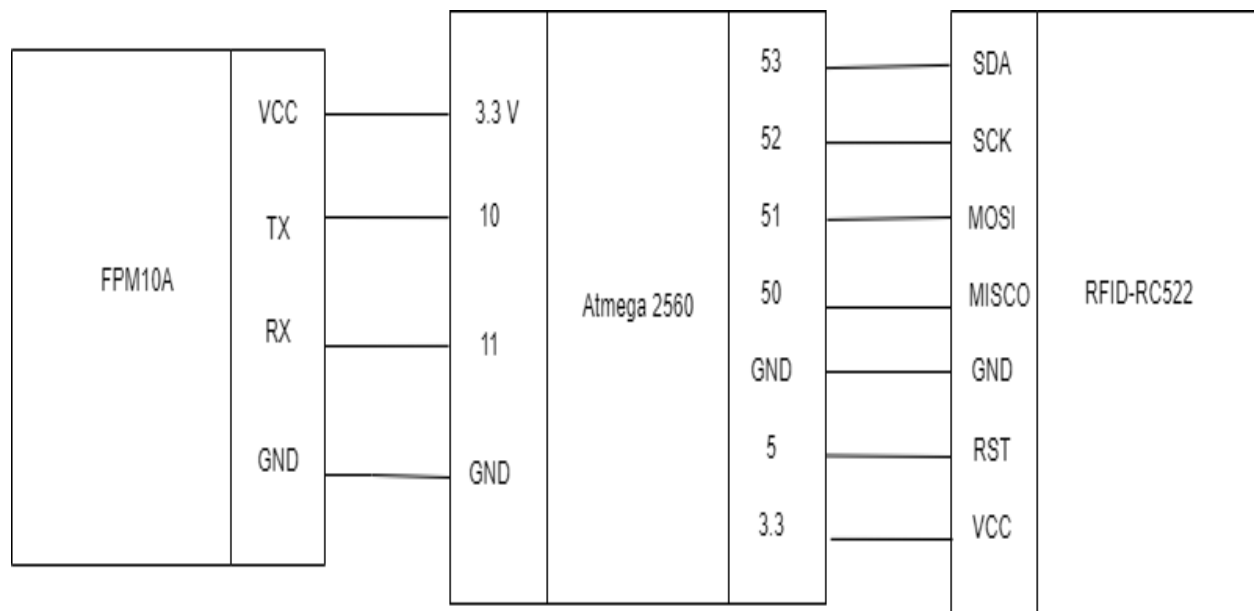 FPM10A
VCC
TX
RX
GND
3.3 V
10
11
GND
Atmega 2560
53
52
51
50
GND
5
3.3
SDA
SCK
MOSI
MISCO
GND
RST
VCC
RFID-RC522